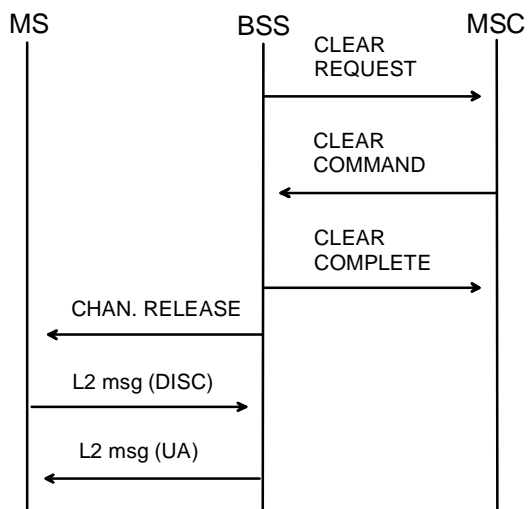 MS
BSS
MSC
CLEAR
REQUEST
CLEAR
COMMAND
CLEAR
COMPLETE
CHAN. RELEASE
L2 msg (DISC)
L2 msg (UA)